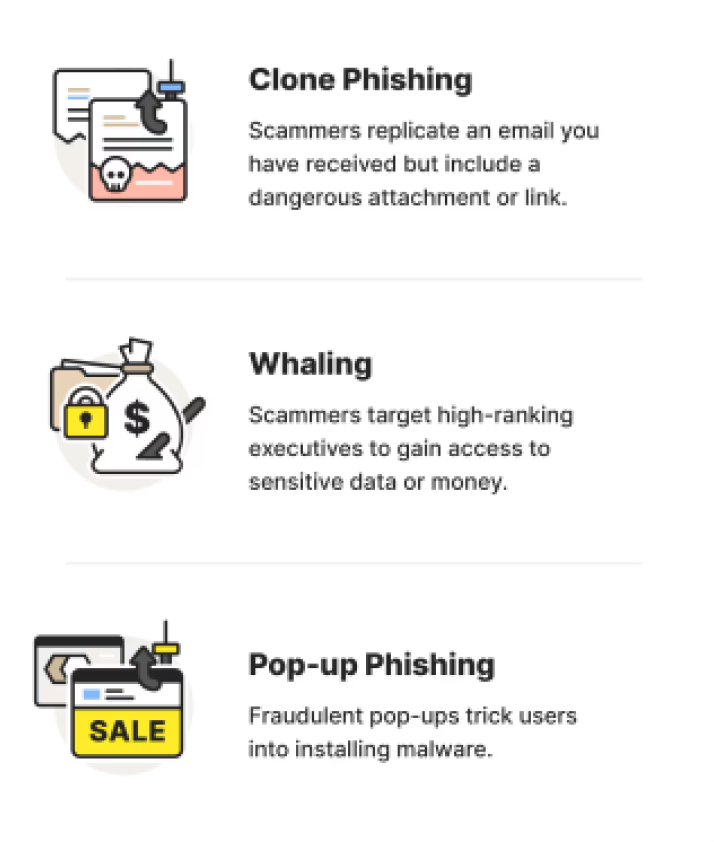 Clone Phishing
Scammers replicate an email you
have received but include a
dangerous attachment or link.
Whaling
$
Scammers target high-ranking
executives to gain access to
sensitive data or money.
Pop-up Phishing
SALE
Fraudulent pop-ups trick users
into installing malware.